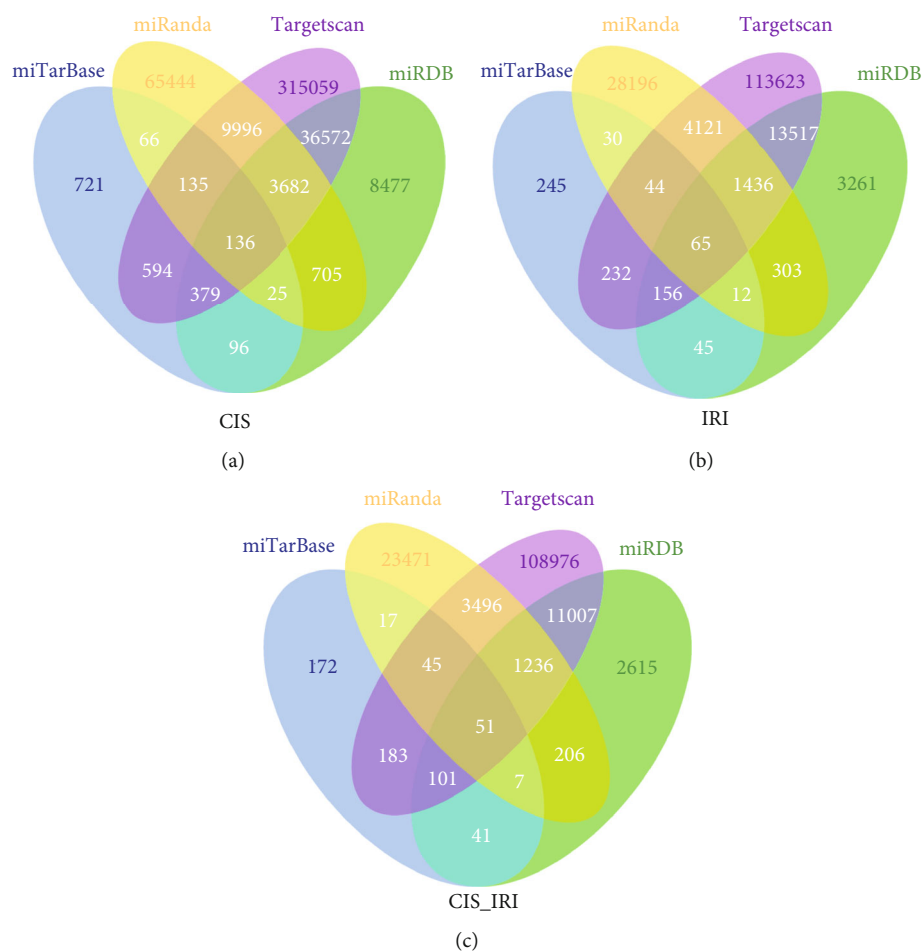 miRanda Targetscan
miTarBase miRDB
65444 315059
66 9996 36572
721 135 3682 8477
136
594 379 25 705
96
CIS
(a)
miRanda Targetscan
miTarBase miRDB
28196 113623
30 4121 13517
245 44 1436 3261
65
232 156 12 303
45
IRI
(b)
miRanda Targetscan
miTarBase miRDB
23471 108976
17 3496 11007
172 45 1236 2615
51
183 101 7 206
41
CIS_IRI
(c)